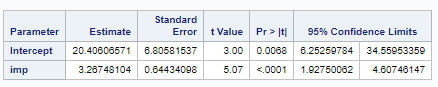 Parameter Estimate Standard Error t Value Pr > |t| 95% Confidence Limits
Intercept 20.40606571 6.80581537 3.00 0.0068 6.25259784 34.55953359
imp 3.26748104 0.64434098 5.07 <.0001 1.92750062 4.60746147